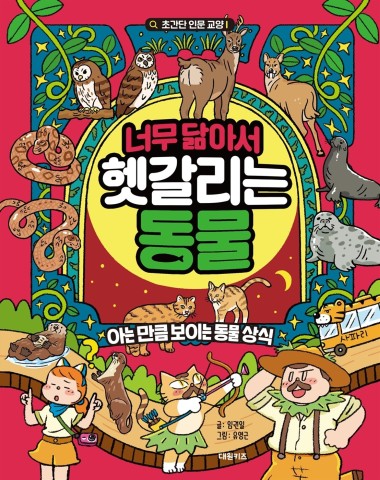 초간단 인문 교양
너무 닮아서
헷갈리는
동물
아는 만큼 보이는 동물 상식
사파리
글: 임권일
그림: 유영근
대원키즈